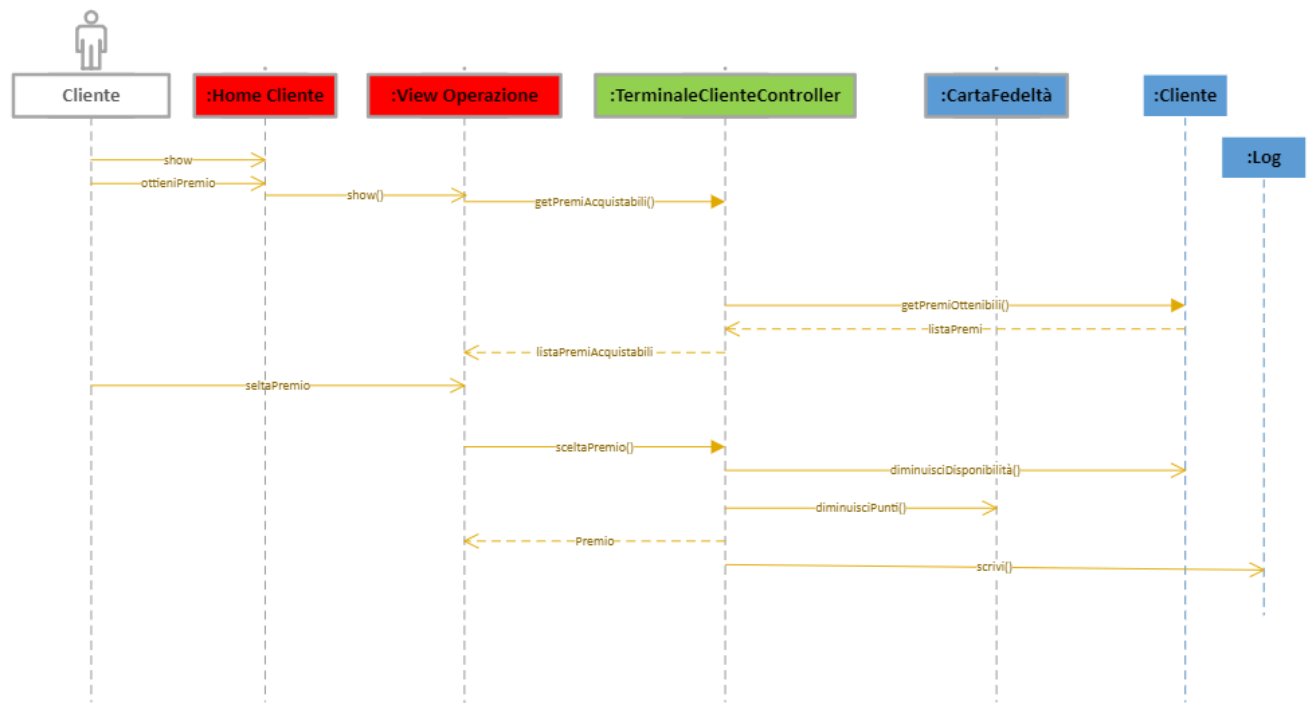 Cliente
:Home Cliente
:View Operazione
:TerminaleClienteController
:CartaFedeltà
:Cliente
:Log
show
ottieniPremio
show()
getPremiAcquistabili()
getPremiOttenibili()
listaPremi
listaPremiAcquistabili
seltaPremio
sceltaPremio()
diminuisciDisponibilità()
diminuisciPunti()
Premio
scrivi()